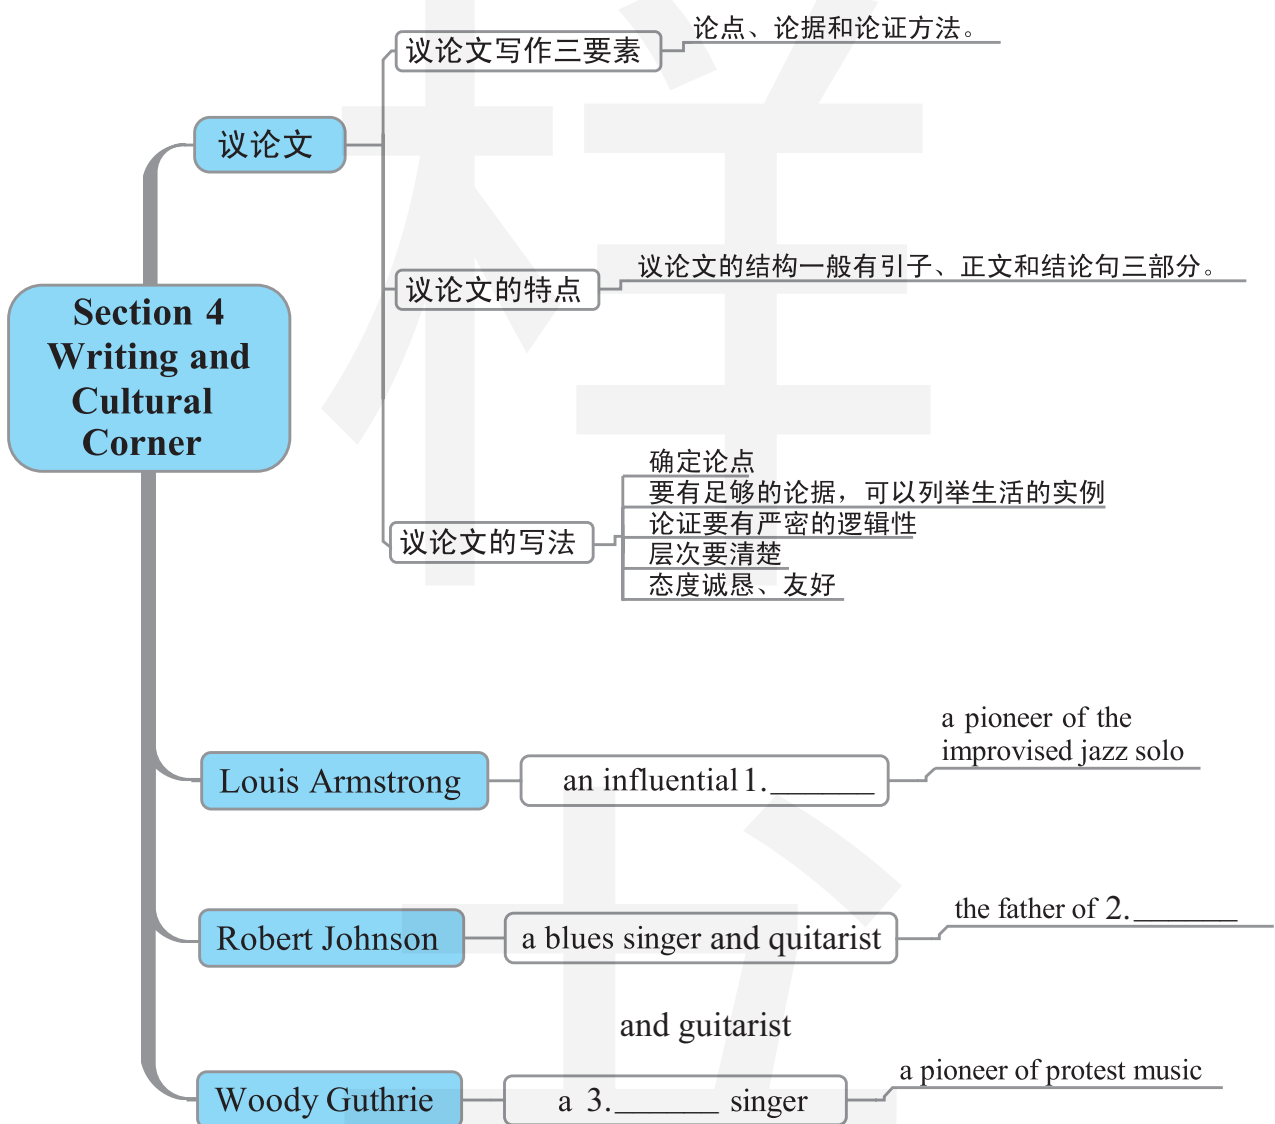 议论文写作三要素
论点、论据和论证方法。
议论文
议论文的特点
议论文的结构一般有引子、正文和结论句三部分。
Section 4
Writing and
Cultural
Corner
议论文的写法
确定论点
要有足够的论据，可以列举生活的实例
论证要有严密的逻辑性
层次要清楚
态度诚恳、友好
Louis Armstrong
an influential 1.______
a pioneer of the
improvised jazz solo
Robert Johnson
a blues singer and quitarist
the father of 2.______
and guitarist
Woody Guthrie
a 3.______ singer
a pioneer of protest music